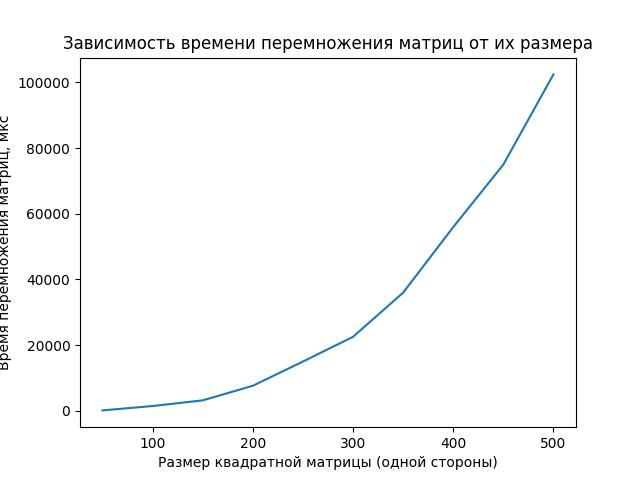 Зависимость времени перемножения матриц от их размера
100000
80000
60000
40000
20000
0
Время перемножения матриц, мкс
100 200 300 400 500
Размер квадратной матрицы (одной стороны)